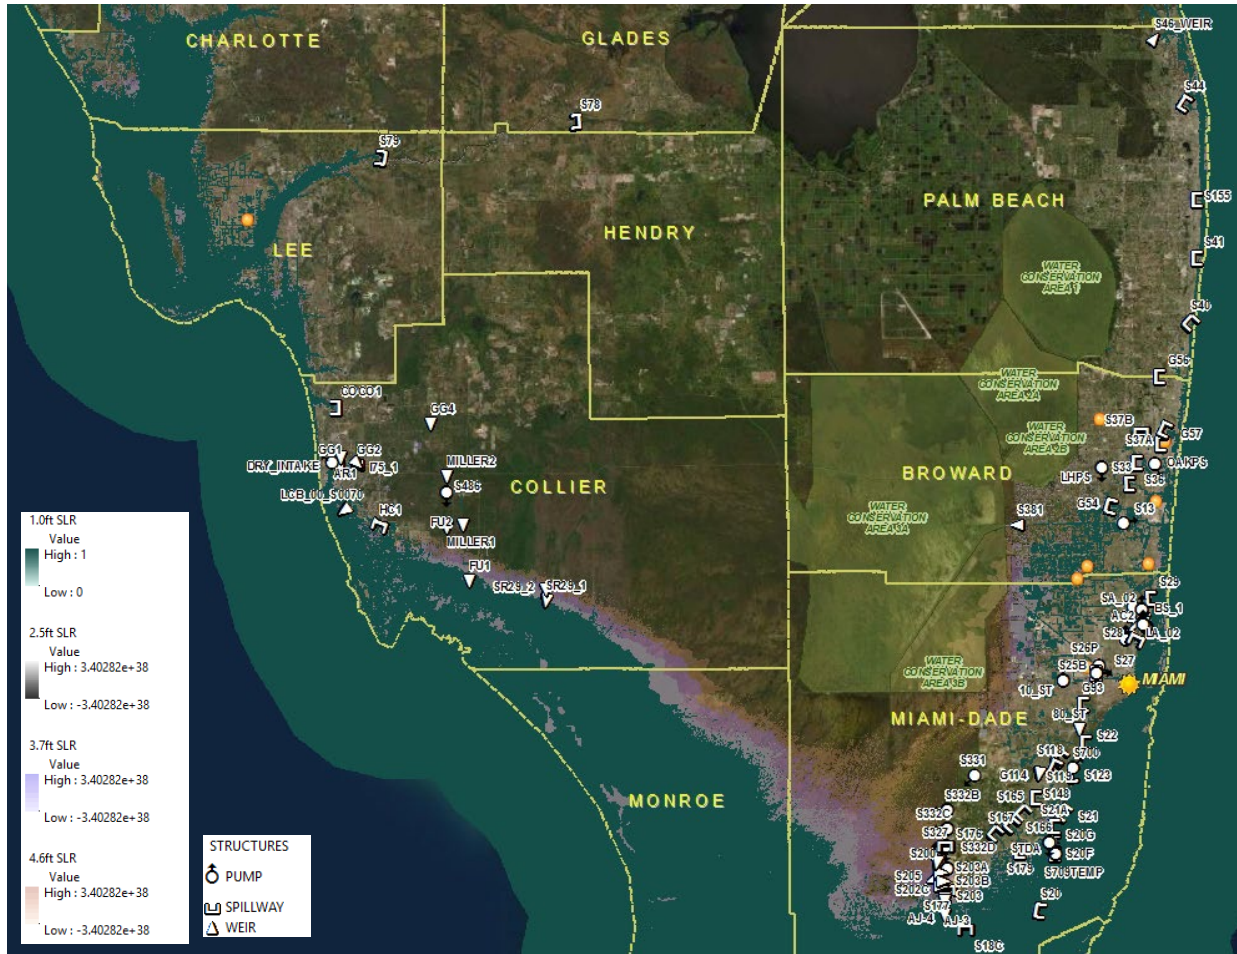 CHARLOTTE
GLADES
S46_WEIR
S44
S78
S79
S155
PALM BEACH
HENDRY
LEE
S41
WATER
CONSERVATION
AREA 1
S40
G56
WATER
CONSERVATION
AREA 2A
COCO1
GG4
S37B
G57
WATER
CONSERVATION
AREA 2B
S37A
GG1
GG2
DRY_INTAKE
I75_1
AR1
MILLER2
S486
COLLIER
BROWARD
LHPS
S33
OAKPS
S36
LCB_00_S0070
HC1
FU2
MILLER1
WATER
CONSERVATION
AREA 3A
S381
G54
S13
FU1
SR29_2
SR29_1
S29
SA_02
BS_1
AC2
S28
LA_02
S26P
S25B
S27
WATER
CONSERVATION
AREA 3B
10_ST
G93
MIAMI
MIAMI-DADE
80_ST
S22
S118
S700
S331
G114
S119
S123
MONROE
S332B
S165
S148
S332C
S167
S21A
S21
S327
S176
S166
S20G
S332D
STDA
S200
S20F
S205
S203A
S179
S709TEMP
S202C
S203B
S203
S177
S20
AJ-4
AJ-3
S18C
1.0ft SLR
Value
High : 1
Low : 0
2.5ft SLR
Value
High : 3.40282e+38
Low : -3.40282e+38
3.7ft SLR
Value
High : 3.40282e+38
Low : -3.40282e+38
4.6ft SLR
Value
High : 3.40282e+38
Low : -3.40282e+38
STRUCTURES
PUMP
SPILLWAY
WEIR